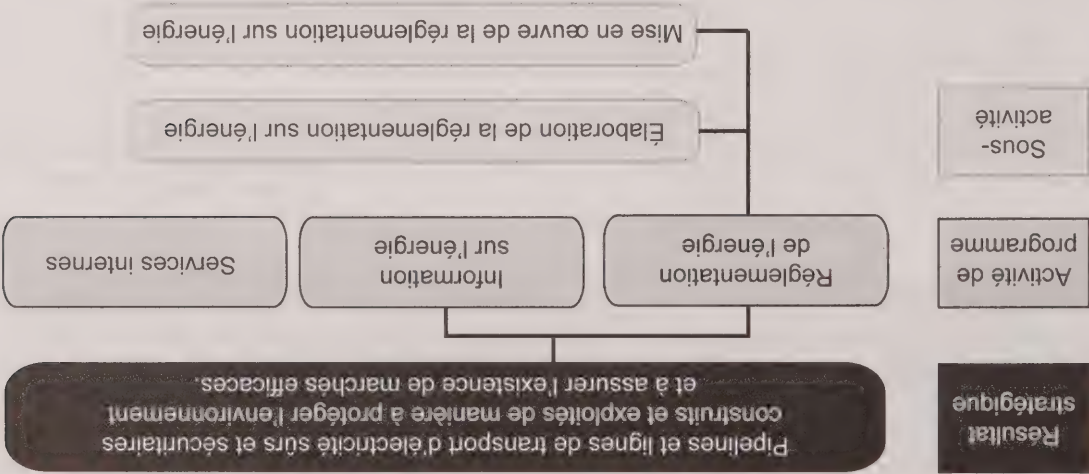 Résultat
stratégique
Pipelines et lignes de transport d'électricité sûrs et sécuritaires
construits et exploités de manière à protéger l'environnement
et à assurer l'existence de marchés efficaces.
Activité de
programme
Réglementation
de l'énergie
Information
sur l'énergie
Services internes
Sous-
activité
Élaboration de la réglementation sur l'énergie
Mise en œuvre de la réglementation sur l'énergie